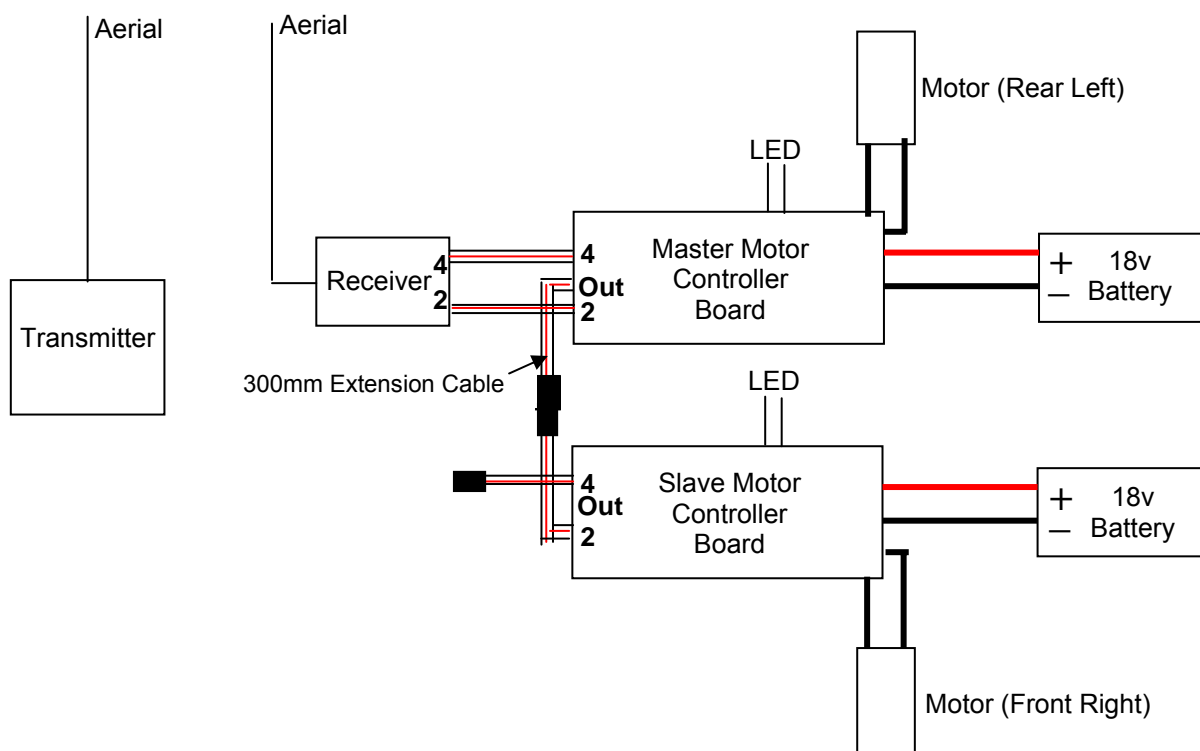 Aerial
Aerial
Motor (Rear Left)
LED
Transmitter
Receiver
4
2
4
Out
2
Master Motor
Controller
Board
+
–
18v
Battery
300mm Extension Cable
LED
4
Out
2
Slave Motor
Controller
Board
+
–
18v
Battery
Motor (Front Right)